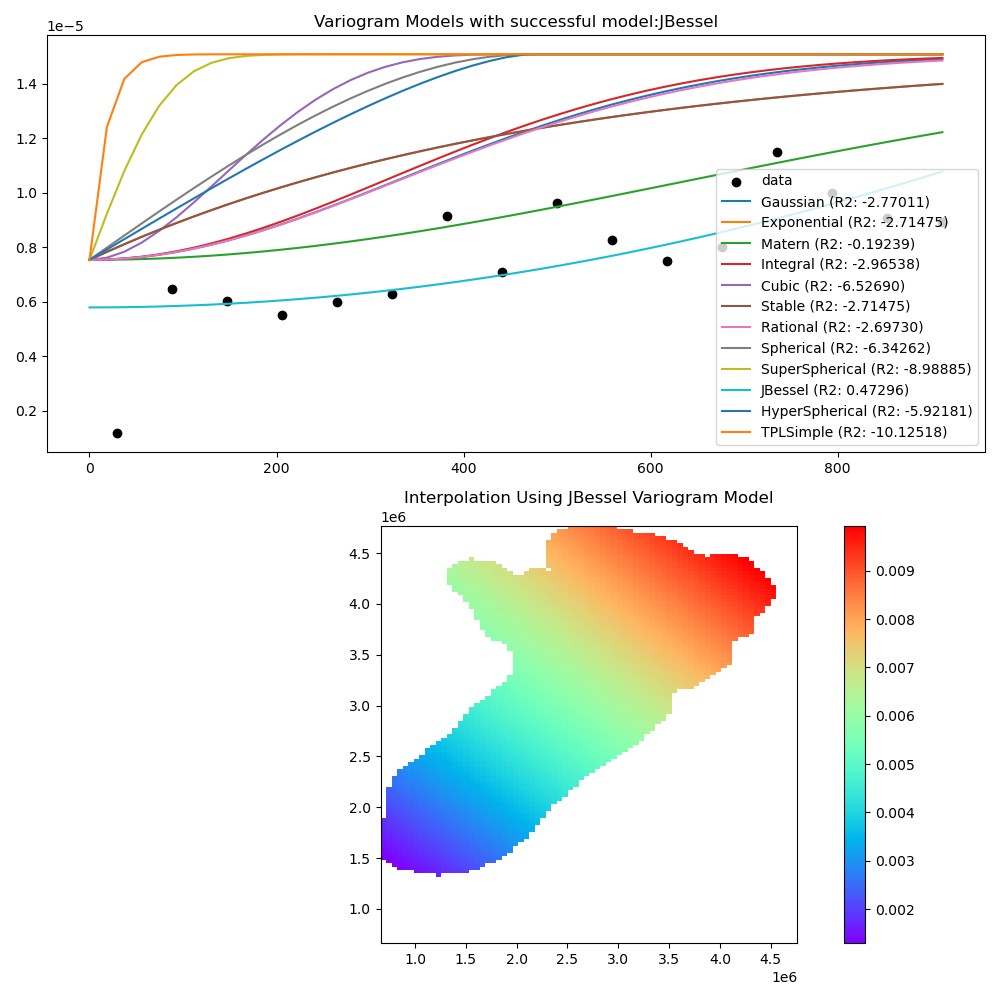 Variogram Models with successful model:JBessel
1e−5
1.4
1.2
1.0
0.8
0.6
0.4
0.2
0 200 400 600 800
data
Gaussian (R2: -2.77011)
Exponential (R2: -2.71475)
Matern (R2: -0.19239)
Integral (R2: -2.96538)
Cubic (R2: -6.52690)
Stable (R2: -2.71475)
Rational (R2: -2.69730)
Spherical (R2: -6.34262)
SuperSpherical (R2: -8.98885)
JBessel (R2: 0.47296)
HyperSpherical (R2: -5.92181)
TPLSimple (R2: -10.12518)
Interpolation Using JBessel Variogram Model
1e6
4.5
4.0
3.5
3.0
2.5
2.0
1.5
1.0
1.0 1.5 2.0 2.5 3.0 3.5 4.0 4.5
1e6
0.009
0.008
0.007
0.006
0.005
0.004
0.003
0.002